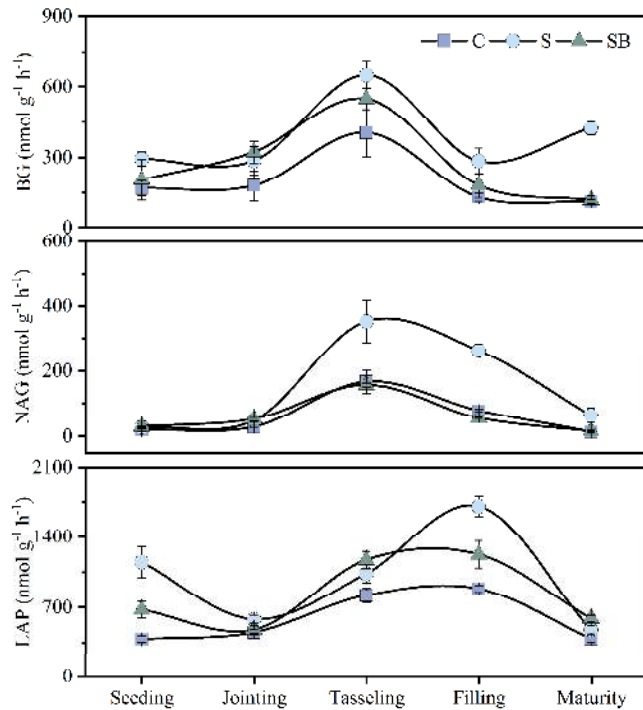 900
600
300
0
BG (nmol g⁻¹ h⁻¹)
C S SB
600
400
200
0
NAG (nmol g⁻¹ h⁻¹)
2100
1400
700
0
LAP (nmol g⁻¹ h⁻¹)
Seeding Jointing Tasseling Filling Maturity